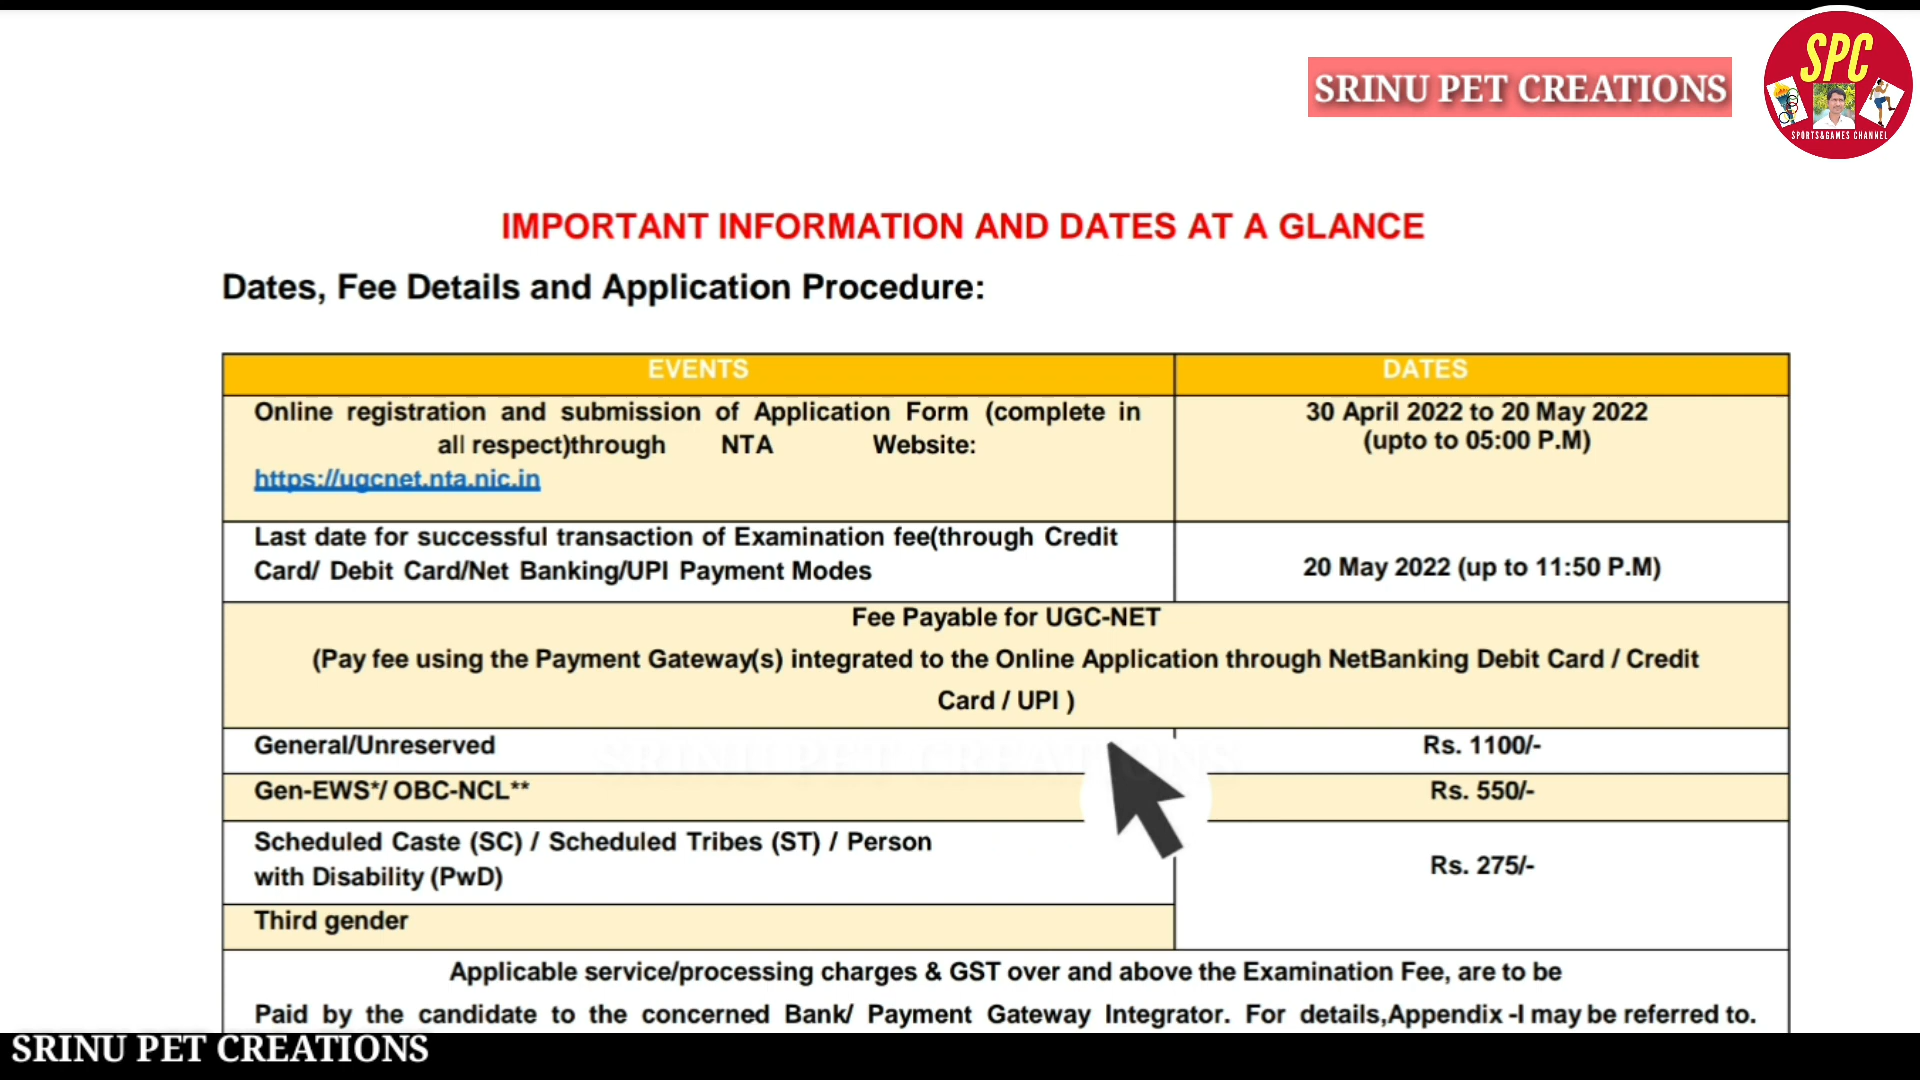 SRINU PET CREATIONS
SPC
SPORTS&GAMES CHANNEL
IMPORTANT INFORMATION AND DATES AT A GLANCE
Dates, Fee Details and Application Procedure:
EVENTS
DATES
Online registration and submission of Application Form (complete in
all respect)through NTA Website:
https://ugcnet.nta.nic.in
30 April 2022 to 20 May 2022
(upto to 05:00 P.M)
Last date for successful transaction of Examination fee(through Credit
Card/ Debit Card/Net Banking/UPI Payment Modes
20 May 2022 (up to 11:50 P.M)
Fee Payable for UGC-NET
(Pay fee using the Payment Gateway(s) integrated to the Online Application through NetBanking Debit Card / Credit
Card / UPI )
General/Unreserved
Rs. 1100/-
SRINU PET CREATIONS
Gen-EWS*/ OBC-NCL**
Rs. 550/-
Scheduled Caste (SC) / Scheduled Tribes (ST) / Person
with Disability (PwD)
Rs. 275/-
Third gender
Applicable service/processing charges & GST over and above the Examination Fee, are to be
Paid by the candidate to the concerned Bank/ Payment Gateway Integrator. For details,Appendix -I may be referred to.
SRINU PET CREATIONS